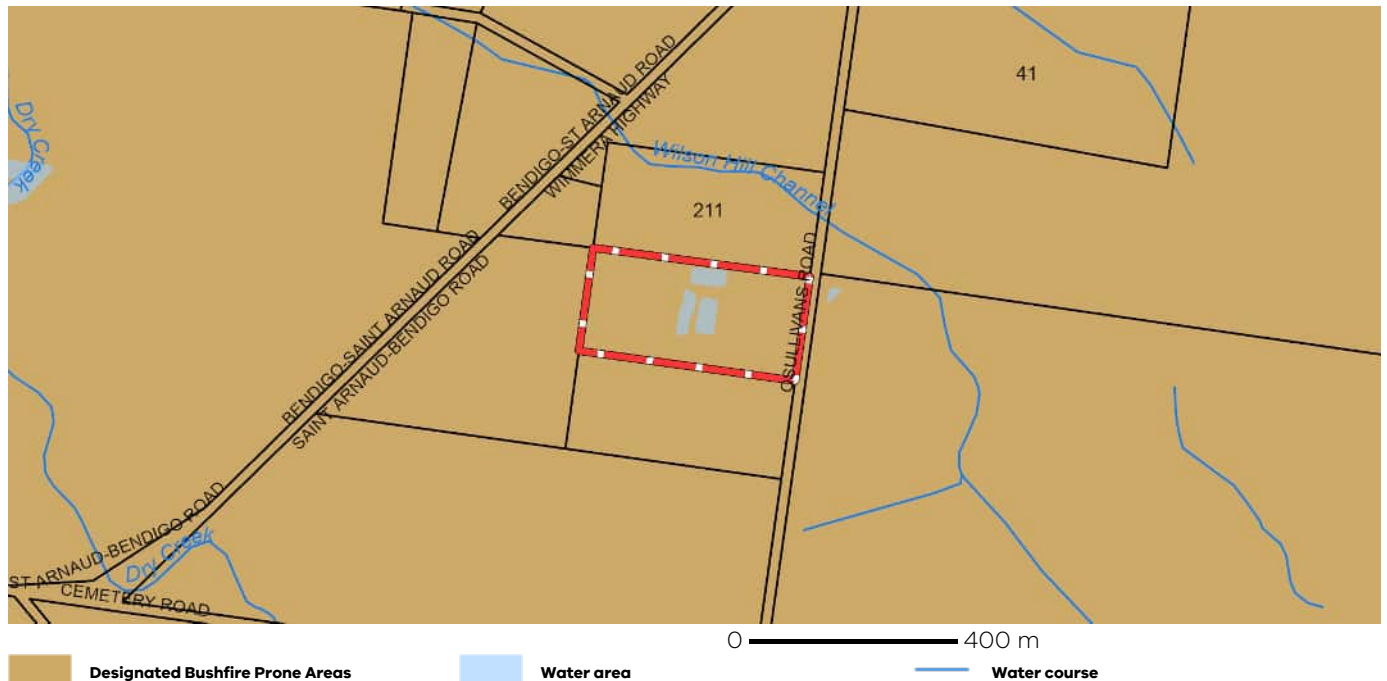 41
BENDIGO-ST ARNAUD ROAD
WIMMERA HIGHWAY
Dry Creek
Wilson Hill Channel
211
OSULLIVANS ROAD
BENDIGO-SAINT ARNAUD ROAD
SAINT ARNAUD-BENDIGO ROAD
ST ARNAUD-BENDIGO ROAD
Dry Creek
CEMETERY ROAD
0 400 m
Designated Bushfire Prone Areas Water area Water course